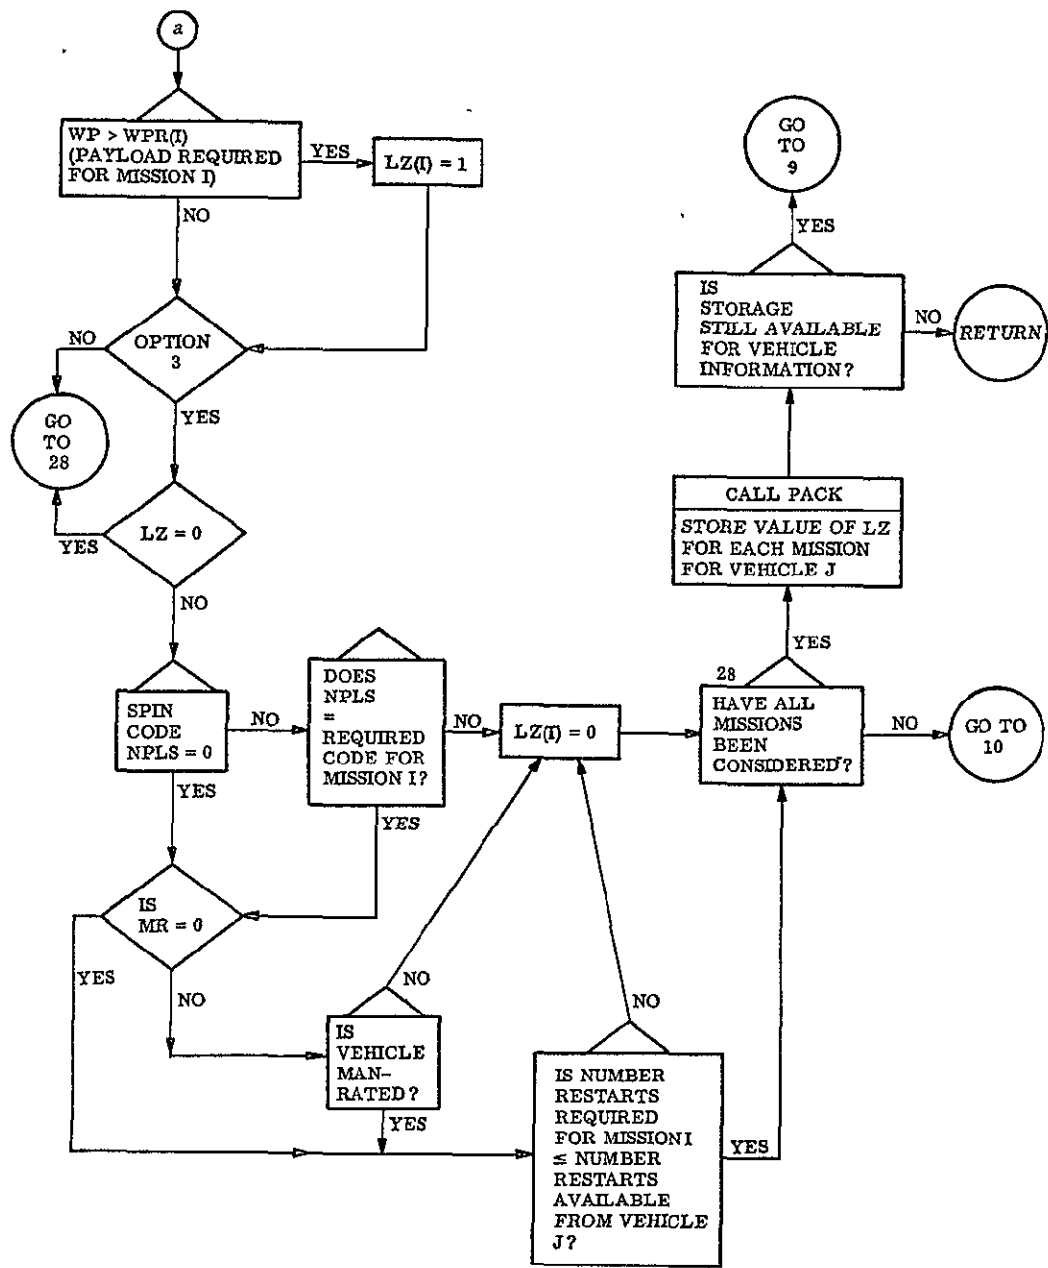 a
WP > WPR(I)
(PAYLOAD REQUIRED
FOR MISSION I)
YES
LZ(I) = 1
NO
OPTION
3
NO
GO
TO
28
YES
LZ = 0
YES
NO
SPIN
CODE
NPLS = 0
NO
DOES
NPLS
=
REQUIRED
CODE FOR
MISSION I?
NO
LZ(I) = 0
YES
YES
IS
MR = 0
YES
NO
IS
VEHICLE
MAN-
RATED?
NO
YES
IS NUMBER
RESTARTS
REQUIRED
FOR MISSION I
≤ NUMBER
RESTARTS
AVAILABLE
FROM VEHICLE
J?
NO
YES
28
HAVE ALL
MISSIONS
BEEN
CONSIDERED?
NO
GO TO
10
YES
CALL PACK
STORE VALUE OF LZ
FOR EACH MISSION
FOR VEHICLE J
IS
STORAGE
STILL AVAILABLE
FOR VEHICLE
INFORMATION?
NO
RETURN
YES
GO
TO
9